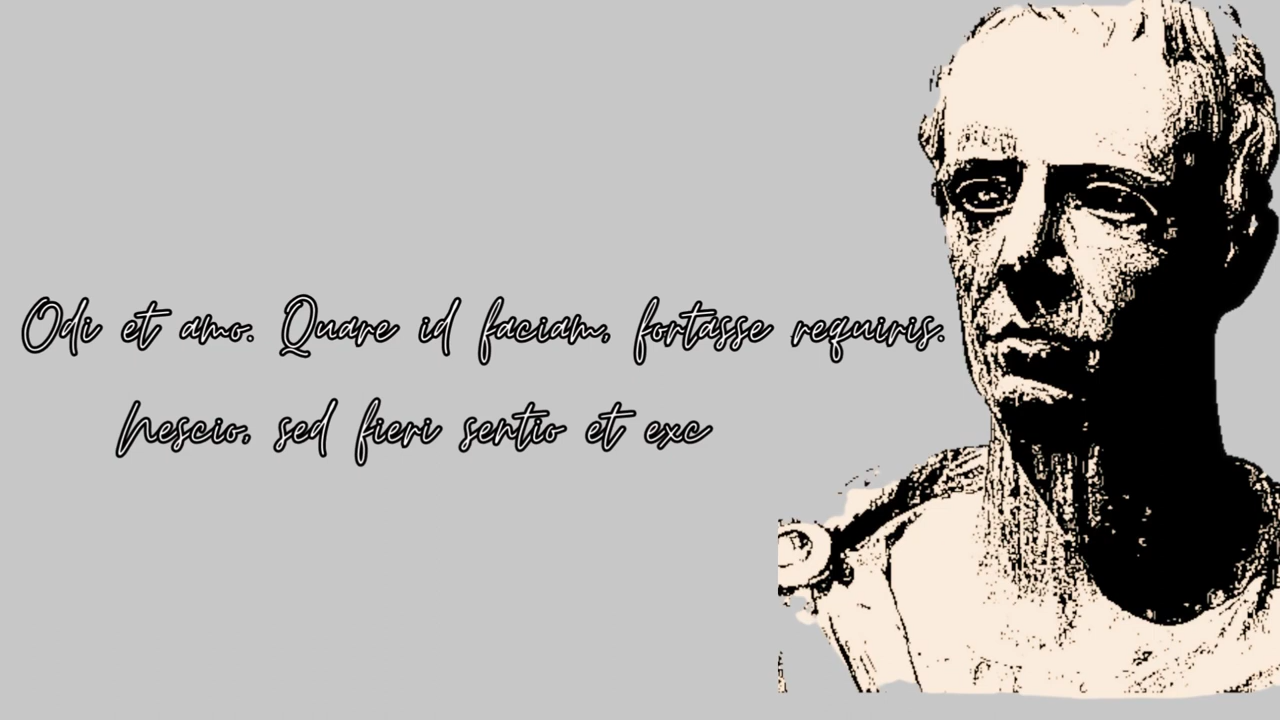 Odi et amo. Quare id faciam, fortasse requiris.
Nescio, sed fieri sentio et exc